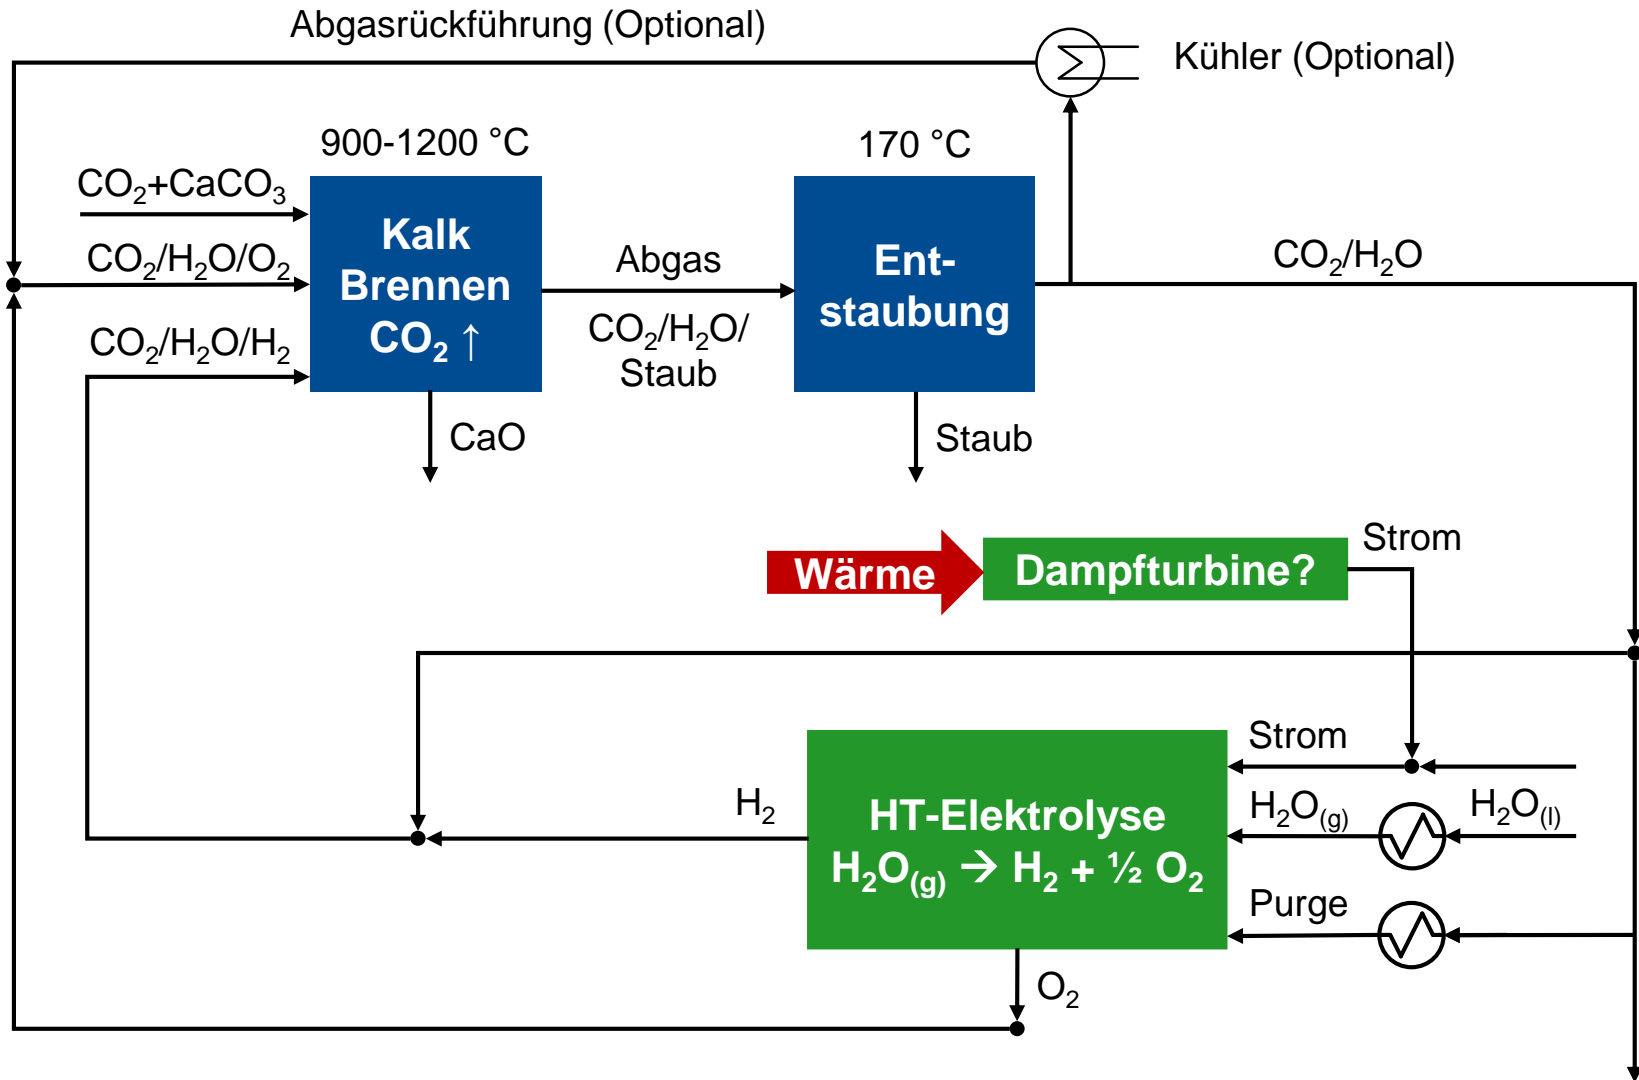 Abgasrückführung (Optional)
Kühler (Optional)
900-1200 °C
170 °C
CO₂+CaCO₃
CO₂/H₂O/O₂
CO₂/H₂O/H₂
Kalk
Brennen
CO₂ ↑
Abgas
CO₂/H₂O/
Staub
Ent-
staubung
CO₂/H₂O
CaO
Staub
Wärme
Dampfturbine?
Strom
Strom
H₂
HT-Elektrolyse
H₂O₍g₎ → H₂ + ½ O₂
H₂O₍g₎
H₂O₍l₎
Purge
O₂